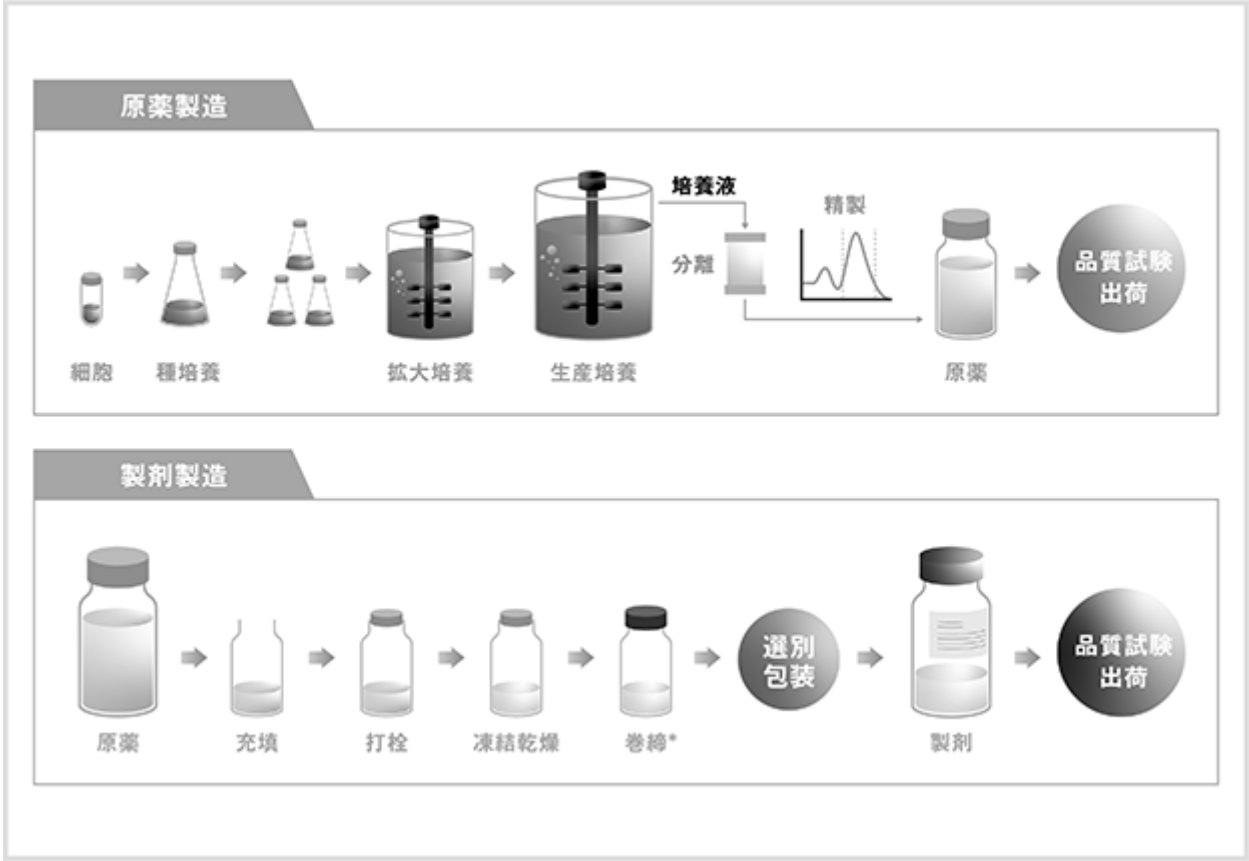 原薬製造
培養液
精製
分離
品質試験
出荷
細胞
種培養
拡大培養
生産培養
原薬
製剤製造
選別
包装
品質試験
出荷
原薬
充填
打栓
凍結乾燥
巻締*
製剤